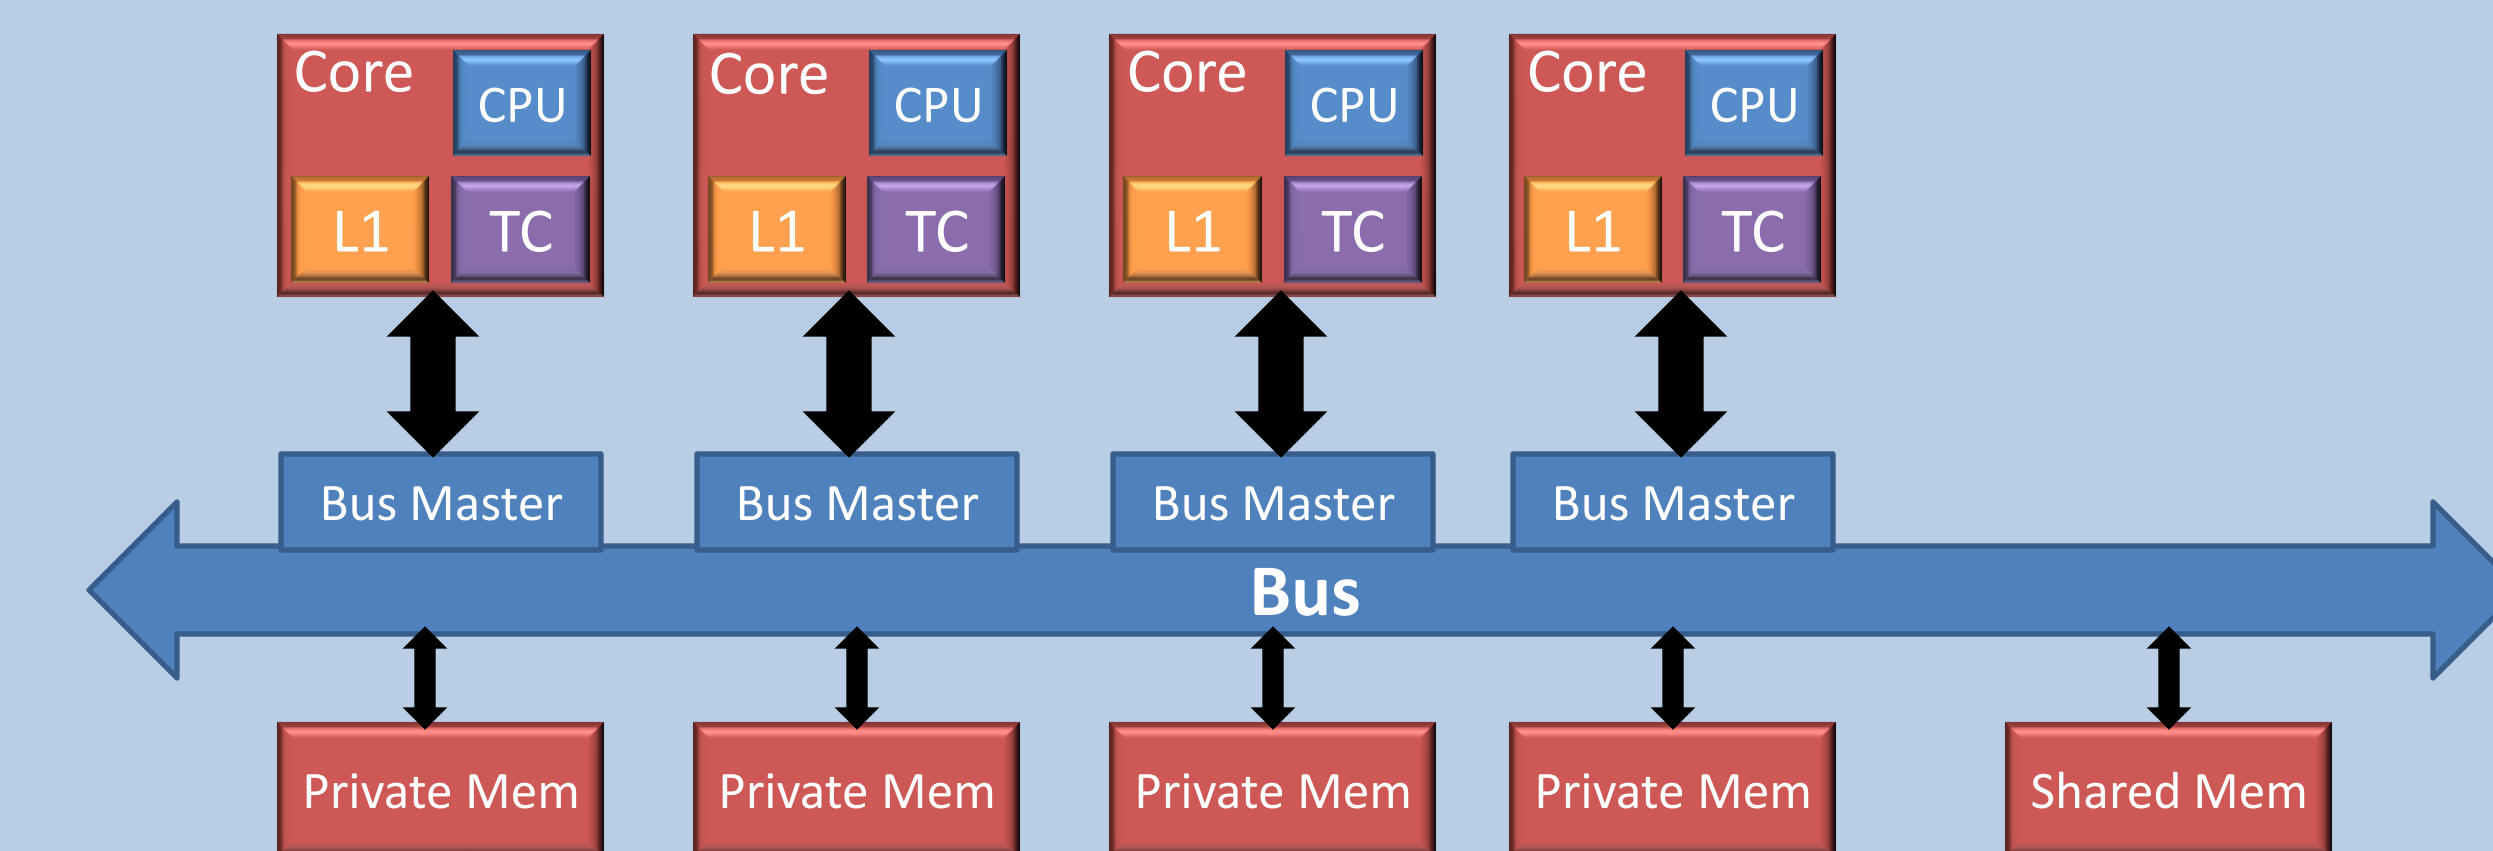 Core
CPU
L1
TC
Core
CPU
L1
TC
Core
CPU
L1
TC
Core
CPU
L1
TC
Bus Master
Bus Master
Bus Master
Bus Master
Bus
Private Mem
Private Mem
Private Mem
Private Mem
Shared Mem